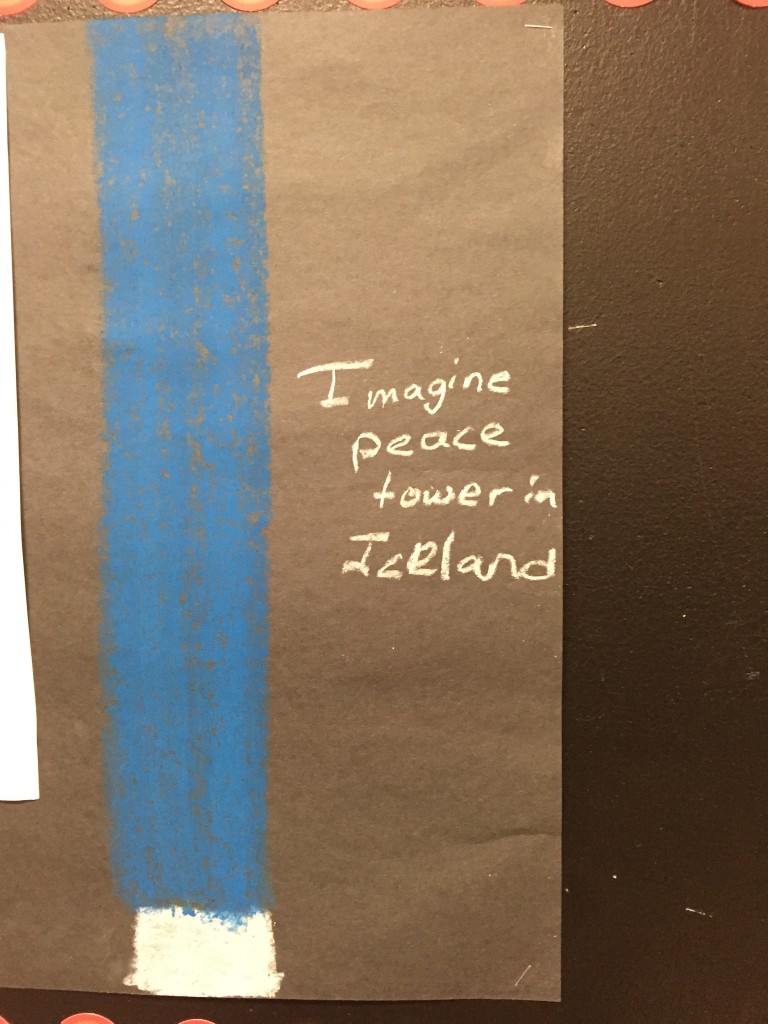 Imagine
peace
tower in
Iceland